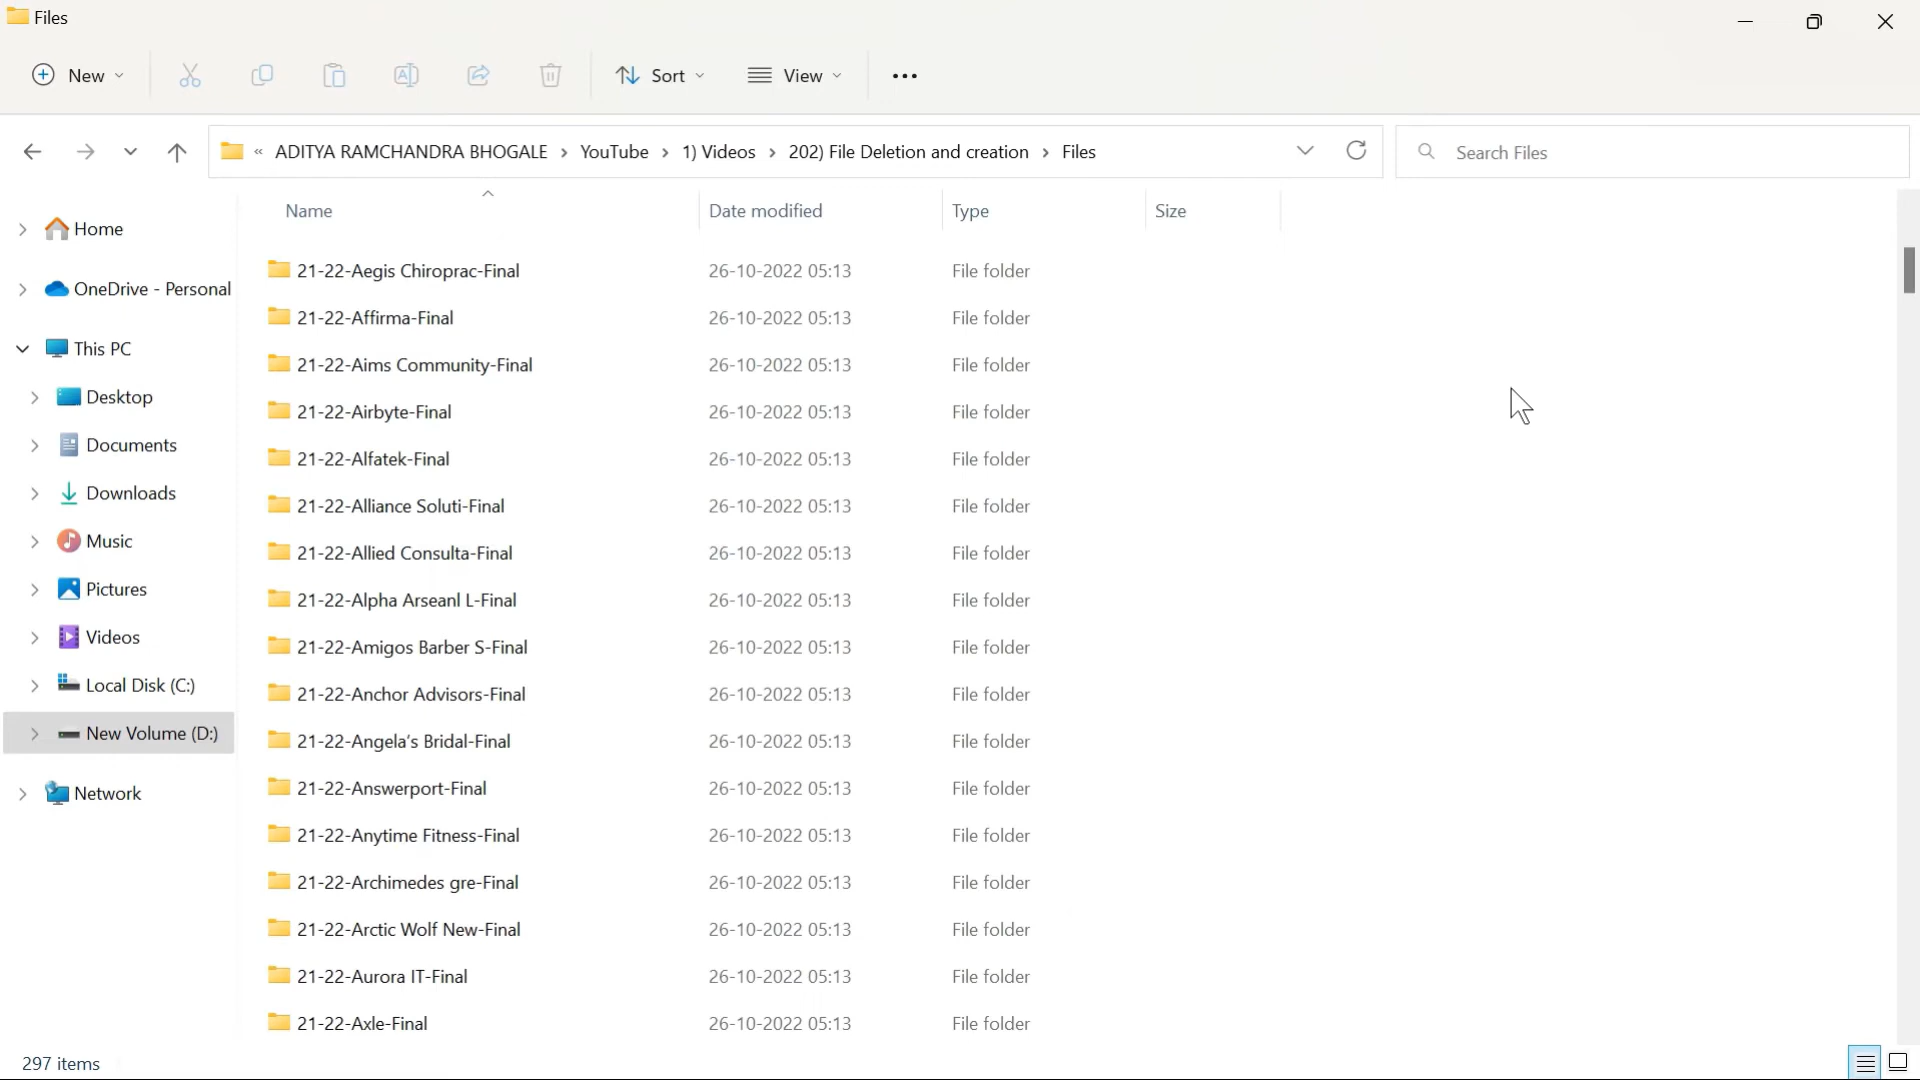 Files
New Sort View
« ADITYA RAMCHANDRA BHOGALE › YouTube › 1) Videos › 202) File Deletion and creation › Files Search Files
Name Date modified Type Size
Home
OneDrive - Personal
This PC
Desktop
Documents
Downloads
Music
Pictures
Videos
Local Disk (C:)
New Volume (D:)
Network
21-22-Aegis Chiroprac-Final 26-10-2022 05:13 File folder
21-22-Affirma-Final 26-10-2022 05:13 File folder
21-22-Aims Community-Final 26-10-2022 05:13 File folder
21-22-Airbyte-Final 26-10-2022 05:13 File folder
21-22-Alfatek-Final 26-10-2022 05:13 File folder
21-22-Alliance Soluti-Final 26-10-2022 05:13 File folder
21-22-Allied Consulta-Final 26-10-2022 05:13 File folder
21-22-Alpha Arseanl L-Final 26-10-2022 05:13 File folder
21-22-Amigos Barber S-Final 26-10-2022 05:13 File folder
21-22-Anchor Advisors-Final 26-10-2022 05:13 File folder
21-22-Angela's Bridal-Final 26-10-2022 05:13 File folder
21-22-Answerport-Final 26-10-2022 05:13 File folder
21-22-Anytime Fitness-Final 26-10-2022 05:13 File folder
21-22-Archimedes gre-Final 26-10-2022 05:13 File folder
21-22-Arctic Wolf New-Final 26-10-2022 05:13 File folder
21-22-Aurora IT-Final 26-10-2022 05:13 File folder
21-22-Axle-Final 26-10-2022 05:13 File folder
297 items